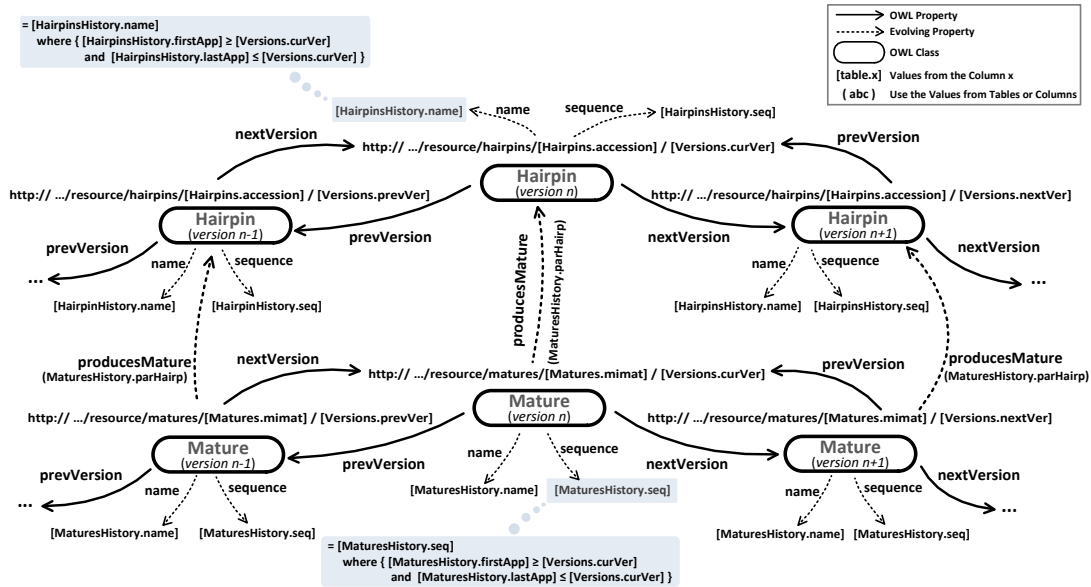 = [HairpinsHistory.name]
where { [HairpinsHistory.firstApp] ≥ [Versions.curVer]
and [HairpinsHistory.lastApp] ≤ [Versions.curVer] }
OWL Property
Evolving Property
OWL Class
[table.x] Values from the Column x
( abc ) Use the Values from Tables or Columns
[HairpinsHistory.name]
name
sequence
[HairpinsHistory.seq]
nextVersion
prevVersion
http:// .../resource/hairpins/[Hairpins.accession] / [Versions.curVer]
http:// .../resource/hairpins/[Hairpins.accession] / [Versions.prevVer]
Hairpin
(version n)
http:// .../resource/hairpins/[Hairpins.accession] / [Versions.nextVer]
Hairpin
(version n-1)
Hairpin
(version n+1)
prevVersion
prevVersion
nextVersion
nextVersion
name
sequence
name
sequence
...
...
[HairpinHistory.name]
[HairpinHistory.seq]
[HairpinsHistory.name]
[HairpinsHistory.seq]
producesMature
(MaturesHistory.parHairp)
producesMature
(MaturesHistory.parHairp)
producesMature
(MaturesHistory.parHairp)
nextVersion
prevVersion
http:// .../resource/matures/[Matures.mimat] / [Versions.curVer]
http:// .../resource/matures/[Matures.mimat] / [Versions.prevVer]
Mature
(version n)
http:// .../resource/matures/[Matures.mimat] / [Versions.nextVer]
Mature
(version n-1)
Mature
(version n+1)
prevVersion
prevVersion
nextVersion
nextVersion
name
sequence
name
sequence
name
sequence
[MaturesHistory.name]
[MaturesHistory.seq]
...
...
[MaturesHistory.name]
[MaturesHistory.seq]
[MaturesHistory.name]
[MaturesHistory.seq]
= [MaturesHistory.seq]
where { [MaturesHistory.firstApp] ≥ [Versions.curVer]
and [MaturesHistory.lastApp] ≤ [Versions.curVer] }